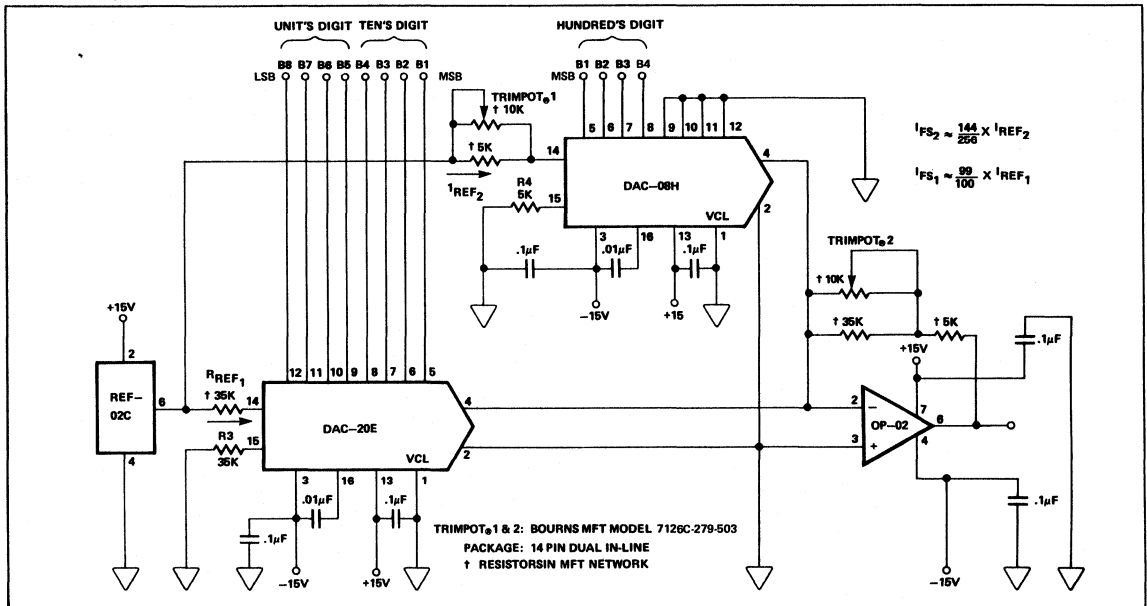 UNIT'S DIGIT TEN'S DIGIT
HUNDRED'S DIGIT
B8 B7 B6 B5 B4 B3 B2 B1
LSB
MSB
B1 B2 B3 B4
MSB
TRIMPOT® 1
† 10K
† 5K
IREF2
5 6 7 8 9 10 11 12
14
4
DAC-08H
R4
5K
15
2
VCL
3 16 13 1
.1µF
.01µF
.1µF
-15V
+15
IFS2 ≈ 144/256 X IREF2
IFS1 ≈ 99/100 X IREF1
TRIMPOT® 2
† 10K
† 35K
† 5K
+15V
.1µF
+15V
2
REF-
02C
6
4
RREF1
† 35K
14
R3
35K
15
12 11 10 9 8 7 6 5
4
DAC-20E
2
VCL
3 16 13 1
.01µF
.1µF
.1µF
-15V
+15V
2
3
-
+
OP-02
7
6
4
.1µF
-15V
TRIMPOT® 1 & 2: BOURNS MFT MODEL 7126C-279-503
PACKAGE: 14 PIN DUAL IN-LINE
† RESISTORSIN MFT NETWORK